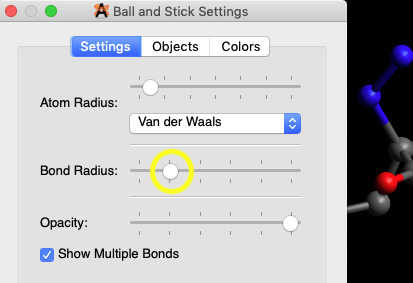 Ball and Stick Settings
Settings Objects Colors
Atom Radius:
Van der Waals
Bond Radius:
Opacity:
Show Multiple Bonds